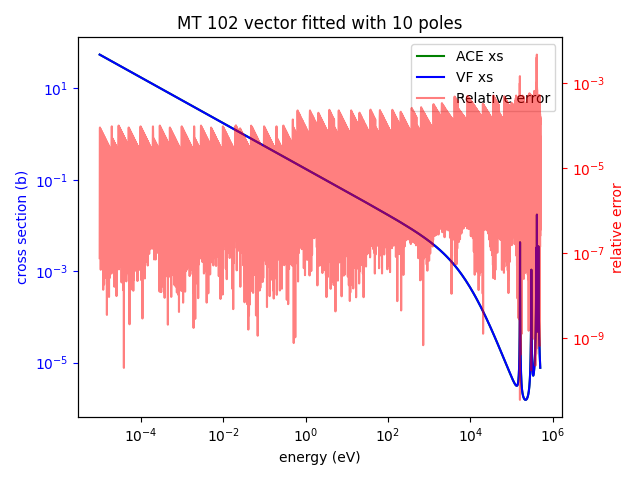 MT 102 vector fitted with 10 poles
ACE xs
VF xs
Relative error
cross section (b)
10^1
10^-1
10^-3
10^-5
10^-3
10^-5
10^-7
10^-9
relative error
10^-4
10^-2
10^0
10^2
10^4
10^6
energy (eV)